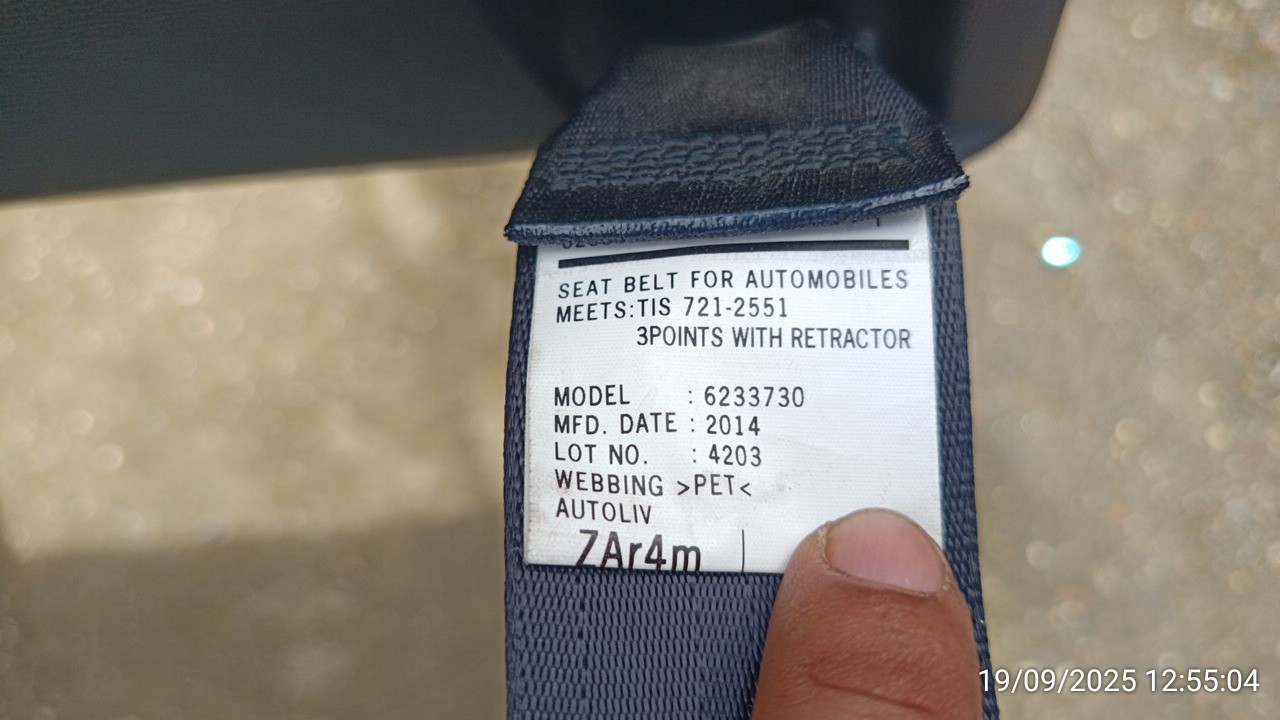 SEAT BELT FOR AUTOMOBILES
MEETS:TIS 721-2551
3POINTS WITH RETRACTOR
MODEL : 6233730
MFD. DATE : 2014
LOT NO. : 4203
WEBBING >PET<
AUTOLIV
ZAr4m
19/09/2025 12:55:04